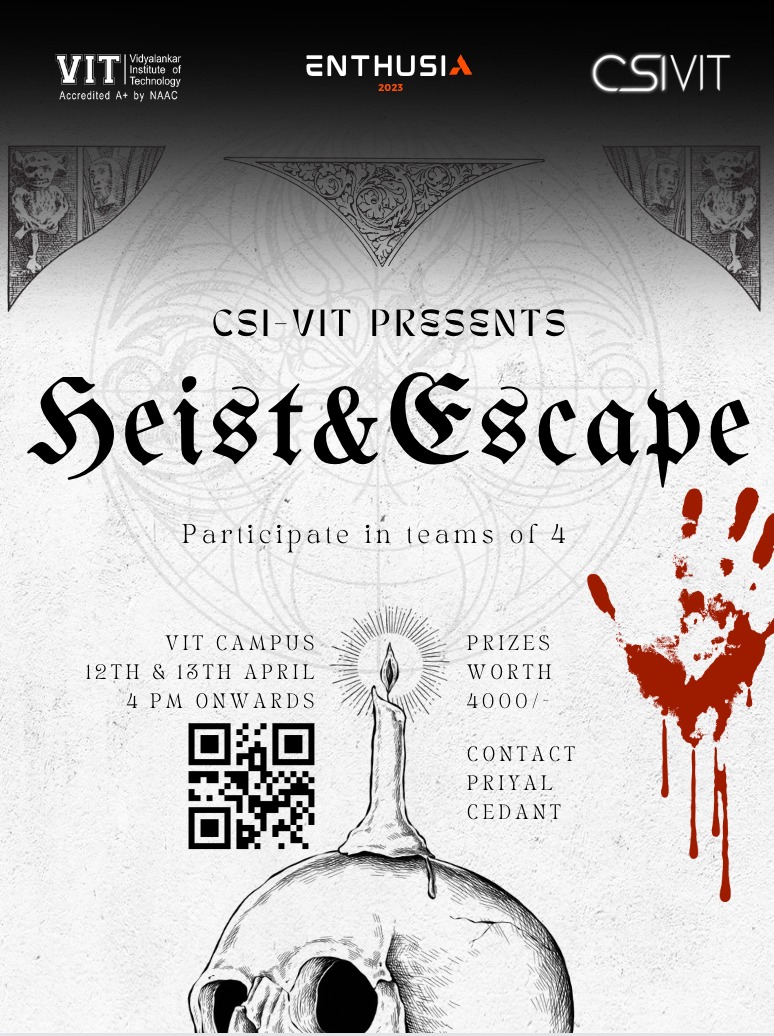 VIT Vidyalankar
Institute of
Technology
Accredited A+ by NAAC
ENTHUSIA
2023
CSIVIT
CSI-VIT PRESENTS
Heist&Escape
Participate in teams of 4
VIT CAMPUS
12TH & 13TH APRIL
4 PM ONWARDS
PRIZES
WORTH
4000/-
CONTACT
PRIYAL
CEDANT